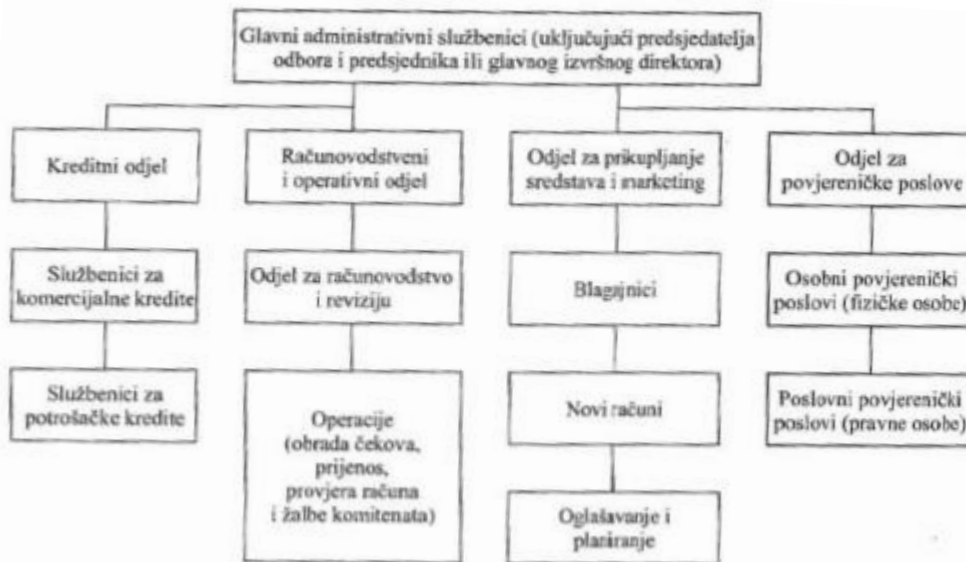 Glavni administrativni službenici (uključujući predsjedatelja
odbora i predsjednika ili glavnog izvršnog direktora)
Kreditni odjel
Računovodstveni
i operativni odjel
Odjel za prikupljanje
sredstava i marketing
Odjel za
povjereničke poslove
Službenici za
komercijalne kredite
Odjel za računovodstvo
i reviziju
Blagajnici
Osobni povjerenički
poslovi (fizičke osobe)
Službenici za
potrošačke kredite
Operacije
(obrada čekova,
prijenos,
provjera računa
i žalbe komitenata)
Novi računi
Poslovni povjerenički
poslovi (pravne osobe)
Oglašavanje i
planiranje